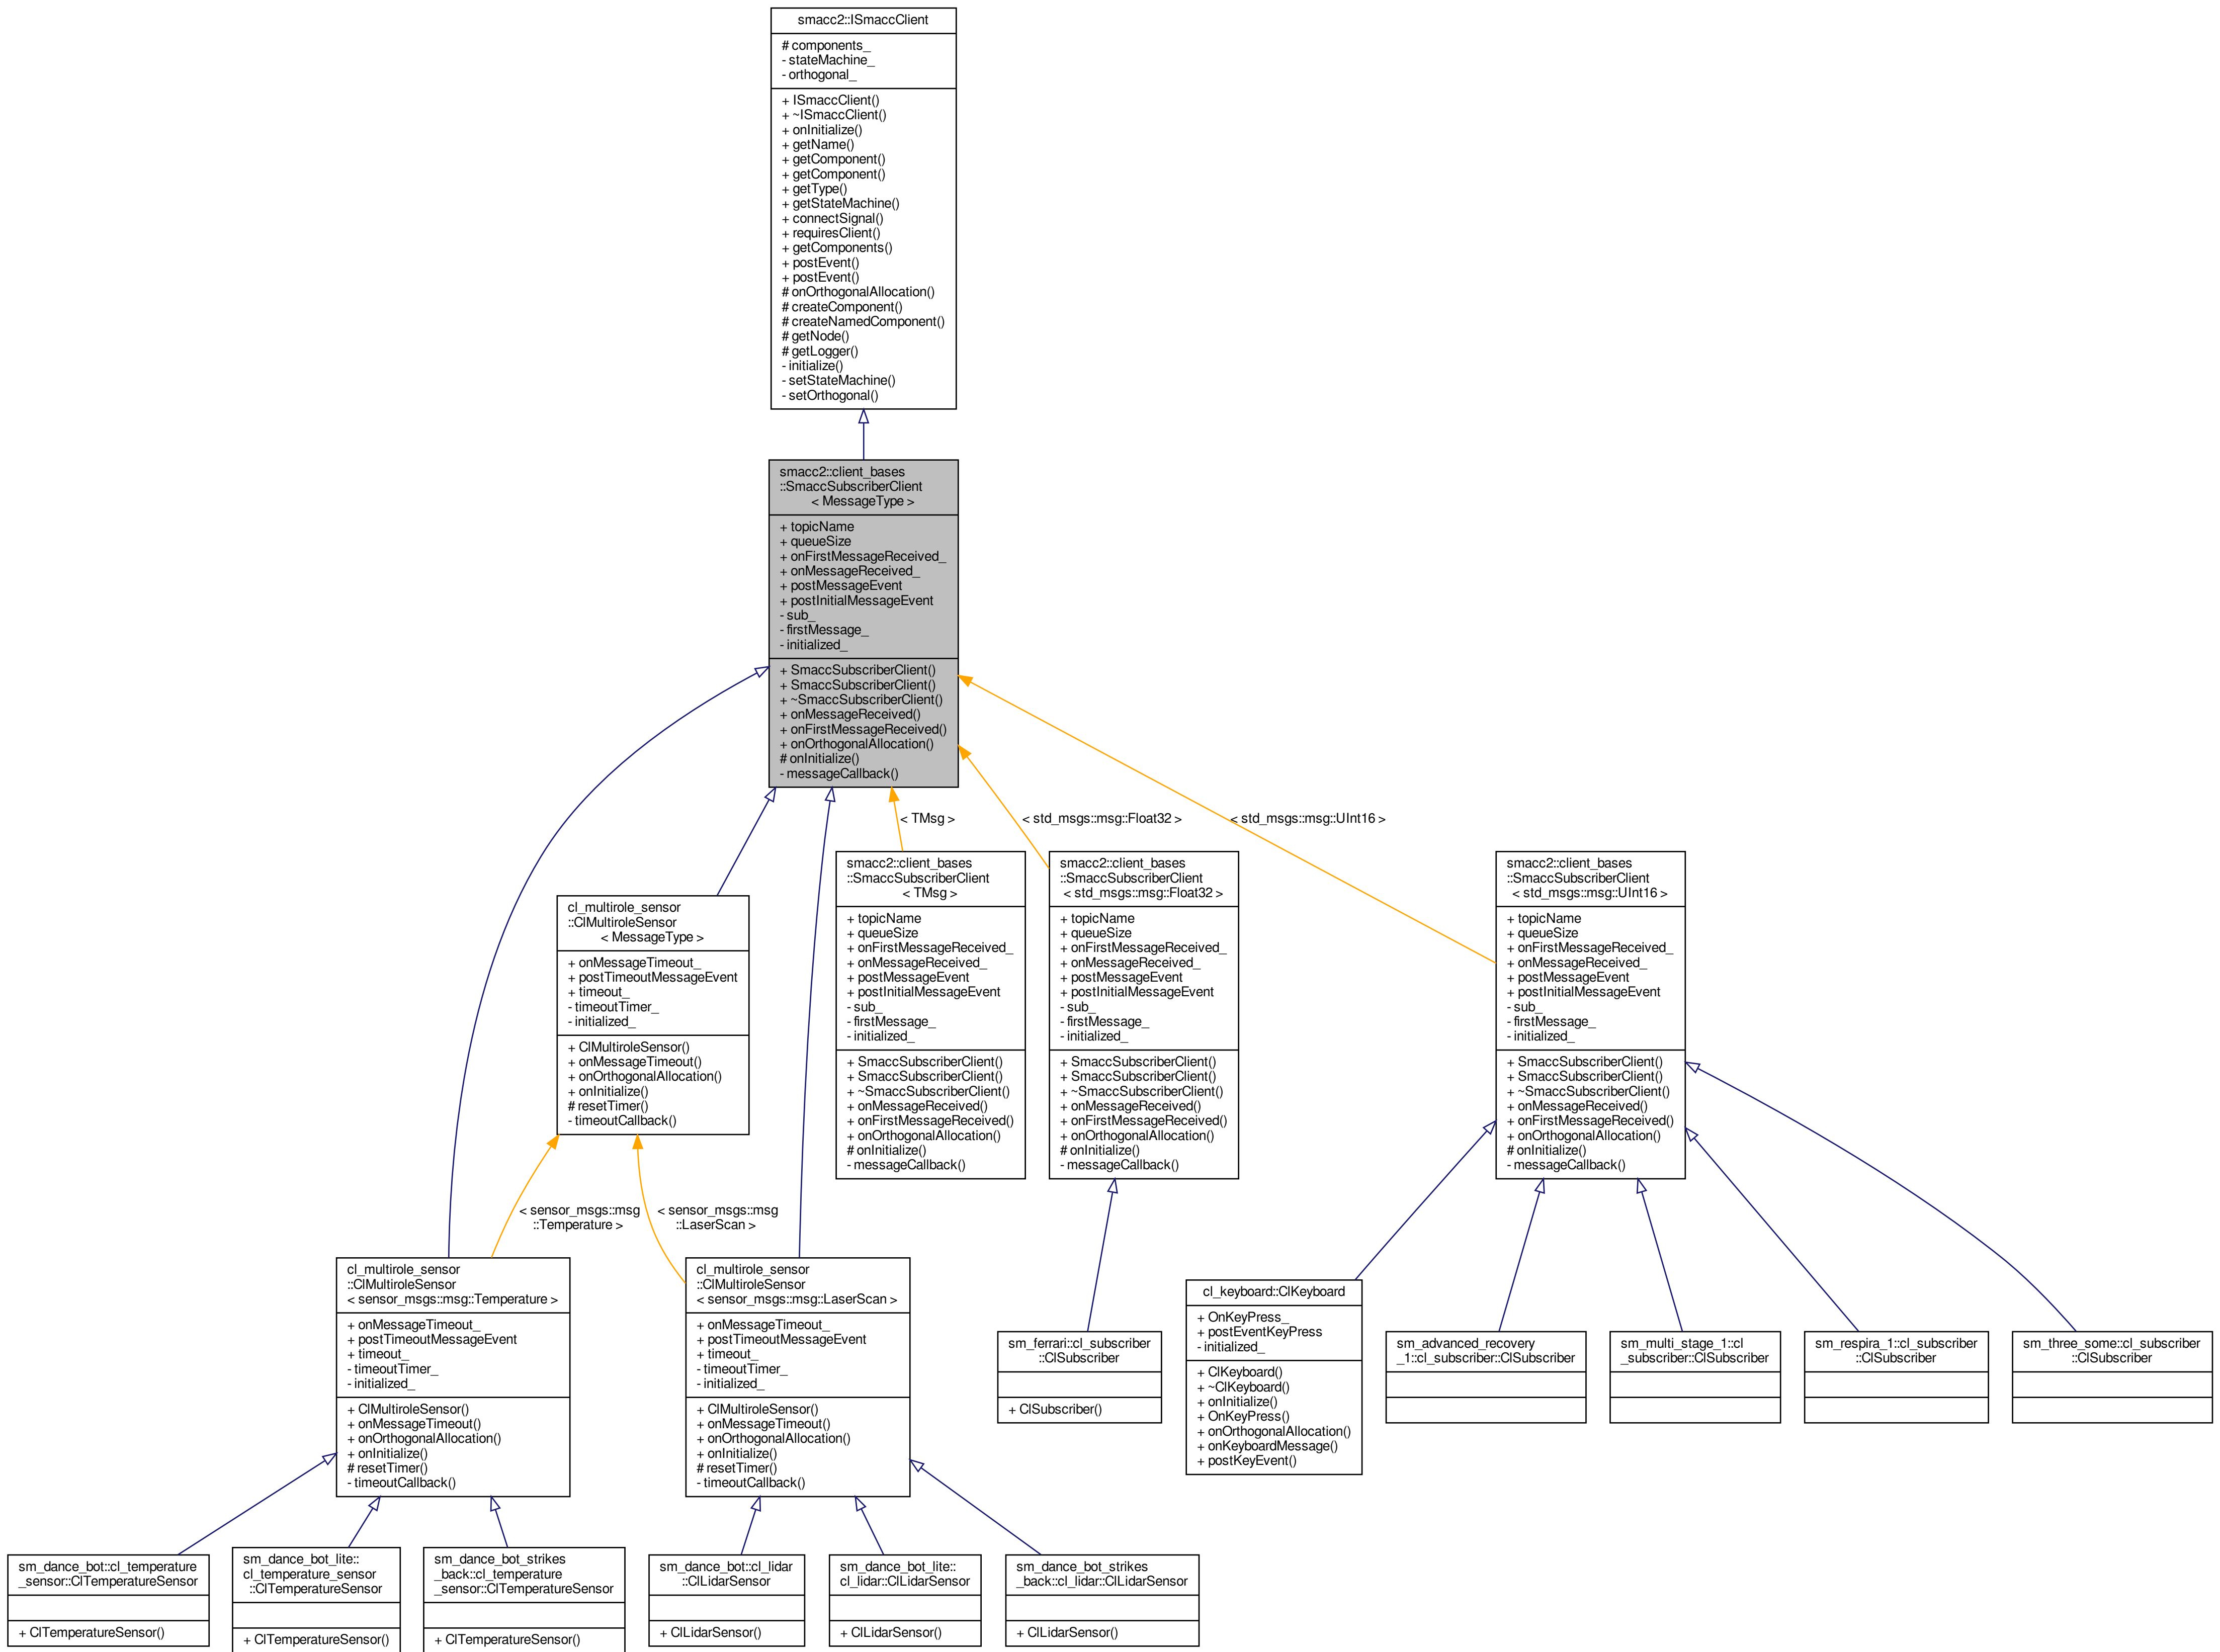 smacc2::ISmaccClient
# components_
- stateMachine_
- orthogonal_
+ ISmaccClient()
+ ~ISmaccClient()
+ onInitialize()
+ getName()
+ getComponent()
+ getComponent()
+ getType()
+ getStateMachine()
+ connectSignal()
+ requiresClient()
+ getComponents()
+ postEvent()
+ postEvent()
# onOrthogonalAllocation()
# createComponent()
# createNamedComponent()
# getNode()
# getLogger()
- initialize()
- setStateMachine()
- setOrthogonal()
smacc2::client_bases
::SmaccSubscriberClient
< MessageType >
+ topicName
+ queueSize
+ onFirstMessageReceived_
+ onMessageReceived_
+ postMessageEvent
+ postInitialMessageEvent
- sub_
- firstMessage_
- initialized_
+ SmaccSubscriberClient()
+ SmaccSubscriberClient()
+ ~SmaccSubscriberClient()
+ onMessageReceived()
+ onFirstMessageReceived()
+ onOrthogonalAllocation()
# onInitialize()
- messageCallback()
< TMsg >
< std_msgs::msg::Float32 >
< std_msgs::msg::UInt16 >
cl_multirole_sensor
::ClMultiroleSensor
< MessageType >
+ onMessageTimeout_
+ postTimeoutMessageEvent
+ timeout_
- timeoutTimer_
- initialized_
+ ClMultiroleSensor()
+ onMessageTimeout()
+ onOrthogonalAllocation()
+ onInitialize()
# resetTimer()
- timeoutCallback()
smacc2::client_bases
::SmaccSubscriberClient
< TMsg >
+ topicName
+ queueSize
+ onFirstMessageReceived_
+ onMessageReceived_
+ postMessageEvent
+ postInitialMessageEvent
- sub_
- firstMessage_
- initialized_
+ SmaccSubscriberClient()
+ SmaccSubscriberClient()
+ ~SmaccSubscriberClient()
+ onMessageReceived()
+ onFirstMessageReceived()
+ onOrthogonalAllocation()
# onInitialize()
- messageCallback()
smacc2::client_bases
::SmaccSubscriberClient
< std_msgs::msg::Float32 >
+ topicName
+ queueSize
+ onFirstMessageReceived_
+ onMessageReceived_
+ postMessageEvent
+ postInitialMessageEvent
- sub_
- firstMessage_
- initialized_
+ SmaccSubscriberClient()
+ SmaccSubscriberClient()
+ ~SmaccSubscriberClient()
+ onMessageReceived()
+ onFirstMessageReceived()
+ onOrthogonalAllocation()
# onInitialize()
- messageCallback()
smacc2::client_bases
::SmaccSubscriberClient
< std_msgs::msg::UInt16 >
+ topicName
+ queueSize
+ onFirstMessageReceived_
+ onMessageReceived_
+ postMessageEvent
+ postInitialMessageEvent
- sub_
- firstMessage_
- initialized_
+ SmaccSubscriberClient()
+ SmaccSubscriberClient()
+ ~SmaccSubscriberClient()
+ onMessageReceived()
+ onFirstMessageReceived()
+ onOrthogonalAllocation()
# onInitialize()
- messageCallback()
< sensor_msgs::msg
::Temperature >
< sensor_msgs::msg
::LaserScan >
cl_multirole_sensor
::ClMultiroleSensor
< sensor_msgs::msg::Temperature >
+ onMessageTimeout_
+ postTimeoutMessageEvent
+ timeout_
- timeoutTimer_
- initialized_
+ ClMultiroleSensor()
+ onMessageTimeout()
+ onOrthogonalAllocation()
+ onInitialize()
# resetTimer()
- timeoutCallback()
cl_multirole_sensor
::ClMultiroleSensor
< sensor_msgs::msg::LaserScan >
+ onMessageTimeout_
+ postTimeoutMessageEvent
+ timeout_
- timeoutTimer_
- initialized_
+ ClMultiroleSensor()
+ onMessageTimeout()
+ onOrthogonalAllocation()
+ onInitialize()
# resetTimer()
- timeoutCallback()
sm_ferrari::cl_subscriber
::ClSubscriber
+ ClSubscriber()
cl_keyboard::ClKeyboard
+ OnKeyPress_
+ postEventKeyPress
- initialized_
+ ClKeyboard()
+ ~ClKeyboard()
+ onInitialize()
+ OnKeyPress()
+ onOrthogonalAllocation()
+ onKeyboardMessage()
+ postKeyEvent()
sm_advanced_recovery
_1::cl_subscriber::ClSubscriber
sm_multi_stage_1::cl
_subscriber::ClSubscriber
sm_respira_1::cl_subscriber
::ClSubscriber
sm_three_some::cl_subscriber
::ClSubscriber
sm_dance_bot::cl_temperature
_sensor::ClTemperatureSensor
+ ClTemperatureSensor()
sm_dance_bot_lite::
cl_temperature_sensor
::ClTemperatureSensor
+ ClTemperatureSensor()
sm_dance_bot_strikes
_back::cl_temperature
_sensor::ClTemperatureSensor
+ ClTemperatureSensor()
sm_dance_bot::cl_lidar
::ClLidarSensor
+ ClLidarSensor()
sm_dance_bot_lite::
cl_lidar::ClLidarSensor
+ ClLidarSensor()
sm_dance_bot_strikes
_back::cl_lidar::ClLidarSensor
+ ClLidarSensor()